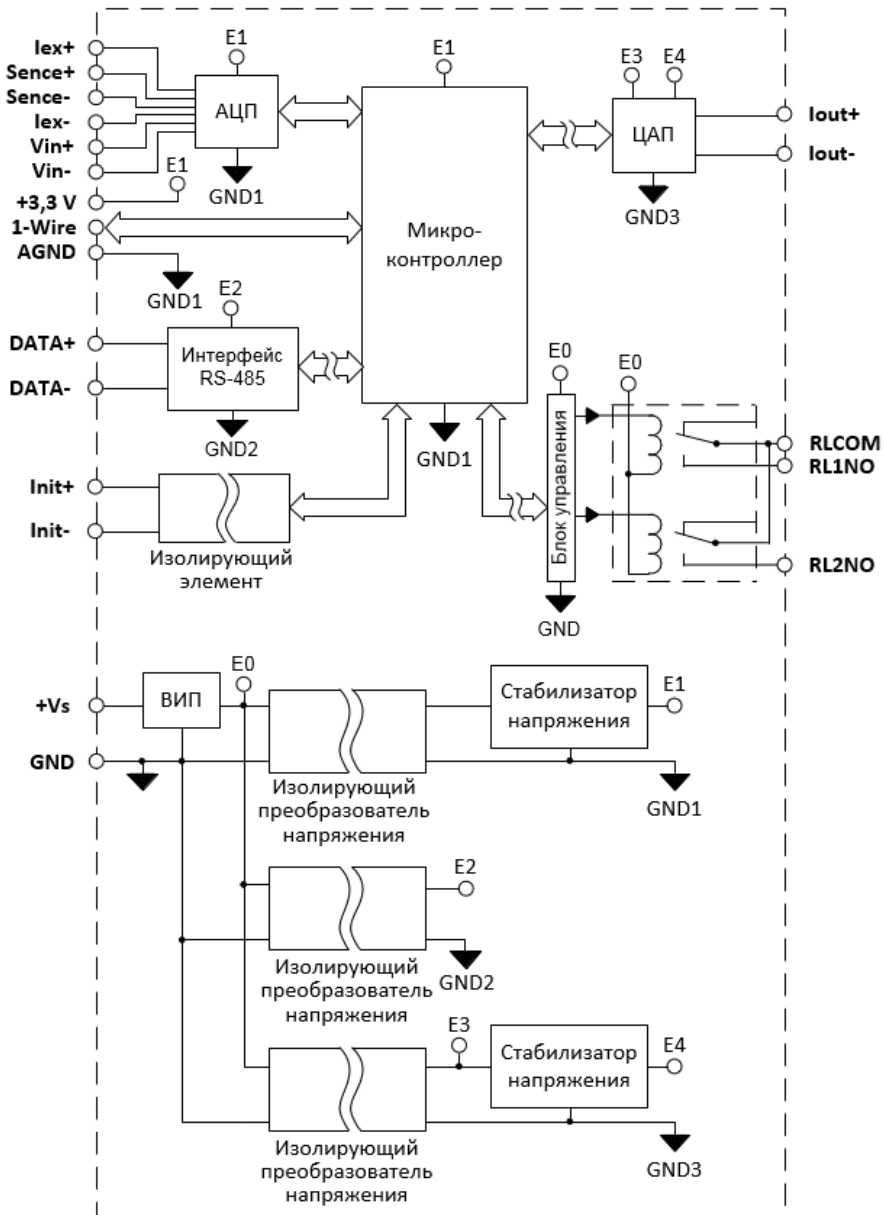 Iex+
Sence+
Sence-
Iex-
Vin+
Vin-
+3,3 V
1-Wire
AGND
E1
АЦП
GND1
E1
GND1
E1
Микро-
контроллер
GND1
E3
E4
ЦАП
GND3
Iout+
Iout-
DATA+
DATA-
E2
Интерфейс
RS-485
GND2
Init+
Init-
Изолирующий
элемент
E0
Блок управления
GND
E0
RLCOM
RL1NO
RL2NO
+Vs
GND
ВИП
E0
Изолирующий
преобразователь
напряжения
Стабилизатор
напряжения
E1
GND1
E2
GND2
Изолирующий
преобразователь
напряжения
E3
Стабилизатор
напряжения
E4
GND3
Изолирующий
преобразователь
напряжения